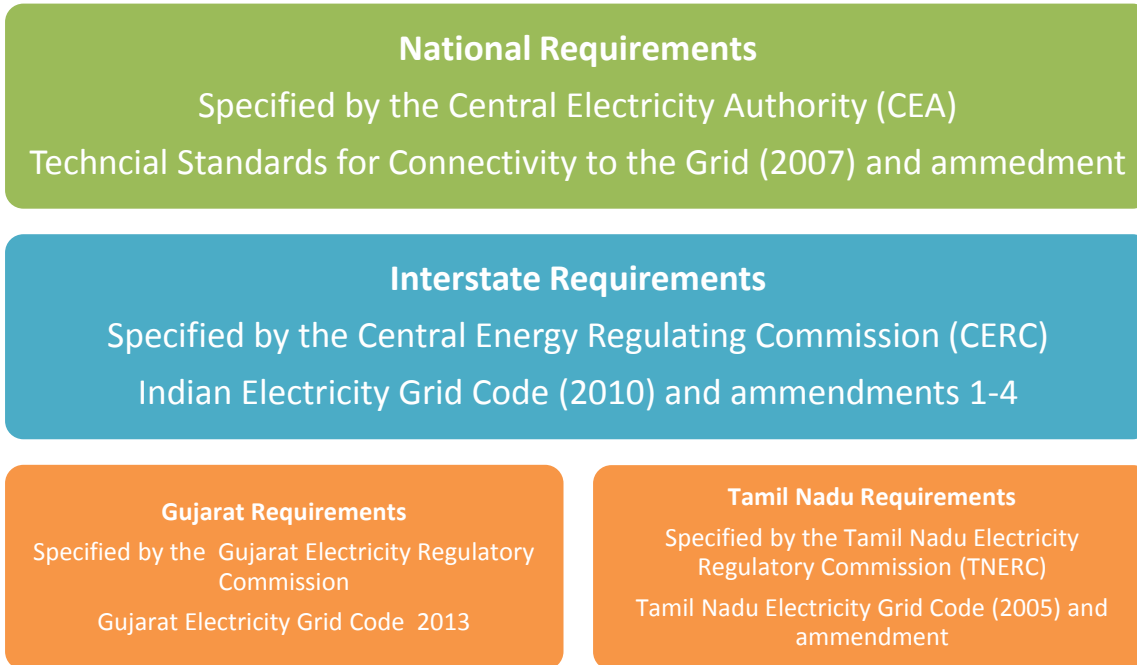 National Requirements
Specified by the Central Electricity Authority (CEA)
Techncial Standards for Connectivity to the Grid (2007) and ammedment
Interstate Requirements
Specified by the Central Energy Regulating Commission (CERC)
Indian Electricity Grid Code (2010) and ammendments 1-4
Gujarat Requirements
Specified by the Gujarat Electricity Regulatory
Commission
Gujarat Electricity Grid Code 2013
Tamil Nadu Requirements
Specified by the Tamil Nadu Electricity
Regulatory Commission (TNERC)
Tamil Nadu Electricity Grid Code (2005) and
ammendment